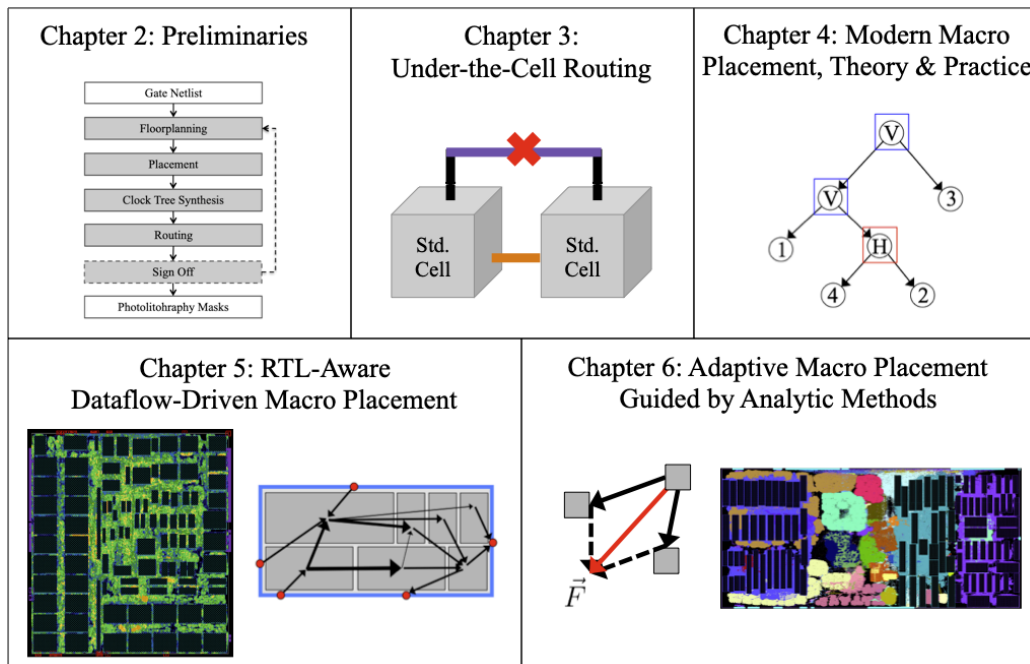 Chapter 2: Preliminaries
Gate Netlist
Floorplanning
Placement
Clock Tree Synthesis
Routing
Sign Off
Photolitohraphy Masks
Chapter 3:
Under-the-Cell Routing
Std.
Cell
Std.
Cell
Chapter 4: Modern Macro
Placement, Theory & Practice
V
V
3
1
H
4
2
Chapter 5: RTL-Aware
Dataflow-Driven Macro Placement
Chapter 6: Adaptive Macro Placement
Guided by Analytic Methods
F⃗